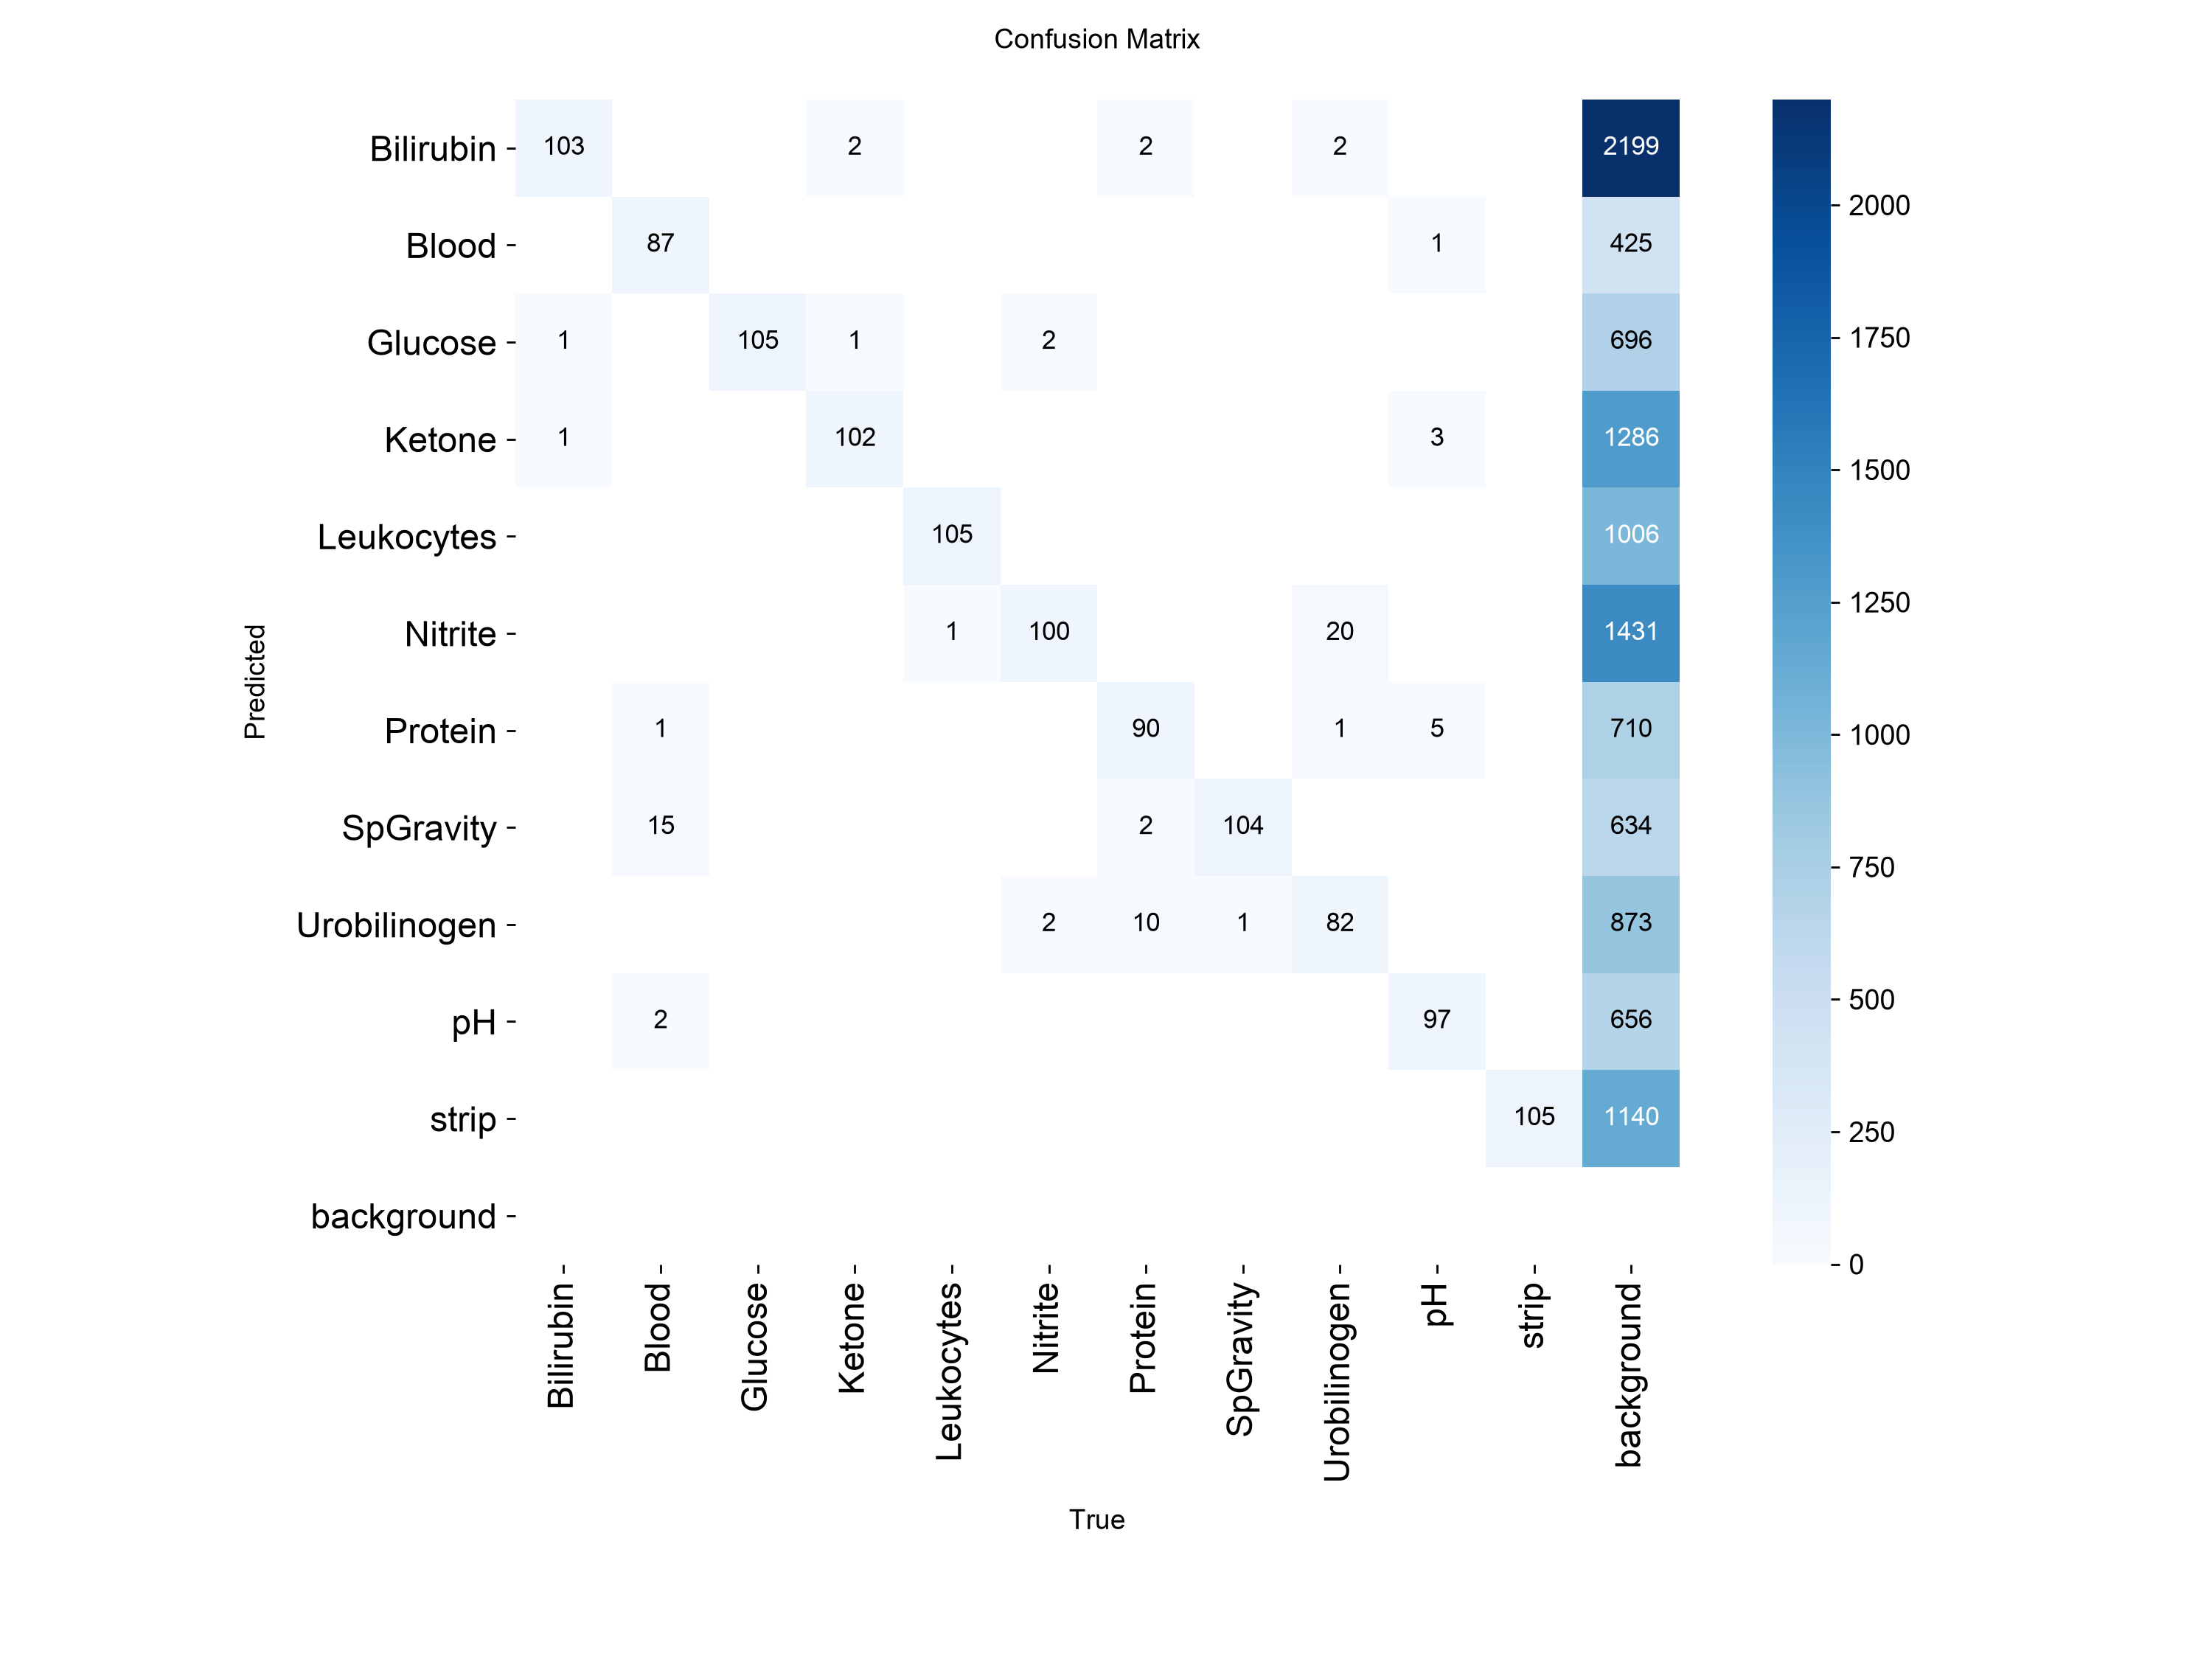 Confusion Matrix
Predicted
Bilirubin 103 2 2 2 2199
Blood 87 1 425
Glucose 1 105 1 2 696
Ketone 1 102 3 1286
Leukocytes 105 1006
Nitrite 1 100 20 1431
Protein 1 90 1 5 710
SpGravity 15 2 104 634
Urobilinogen 2 10 1 82 873
pH 2 97 656
strip 105 1140
background
Bilirubin Blood Glucose Ketone Leukocytes Nitrite Protein SpGravity Urobilinogen pH strip background
True
2000
1750
1500
1250
1000
750
500
250
0